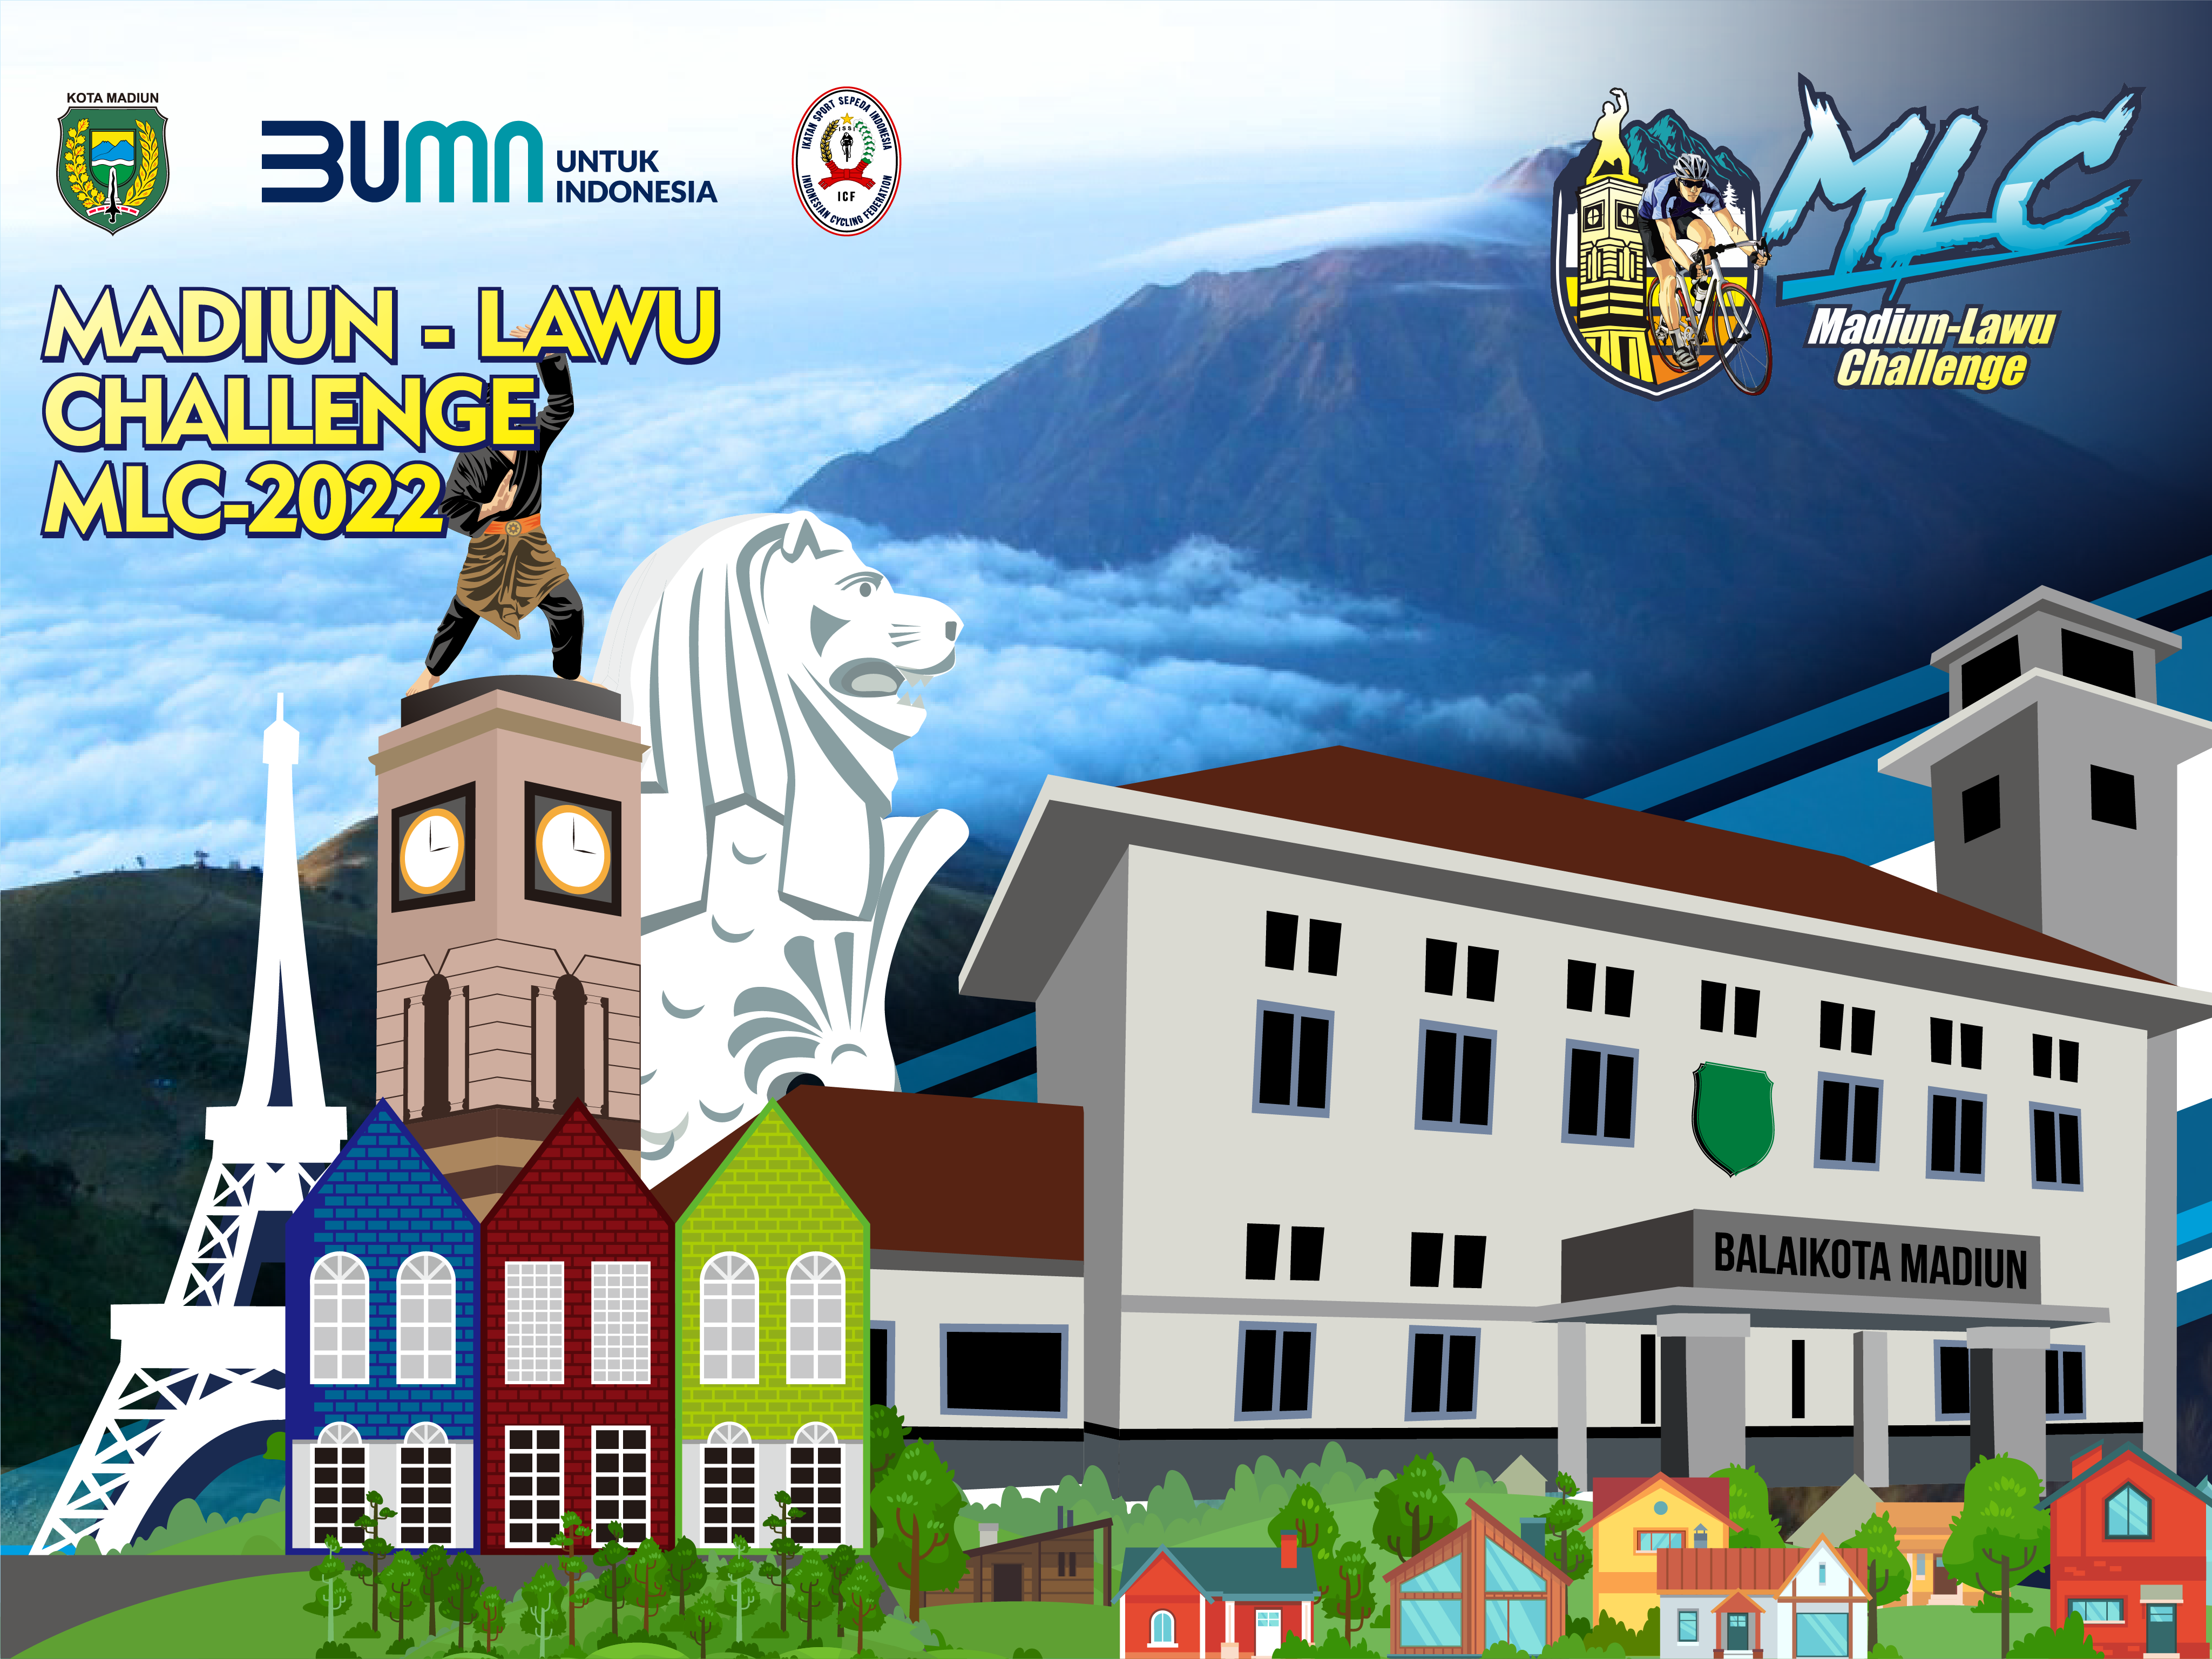 KOTA MADIUN
BUMN UNTUK
INDONESIA
IKATAN SPORT SEPEDA INDONESIA
ISSI
ICF
INDONESIAN CYCLING FEDERATION
MLC
Madiun-Lawu
Challenge
MADIUN - LAWU
CHALLENGE
MLC-2022
BALAIKOTA MADIUN